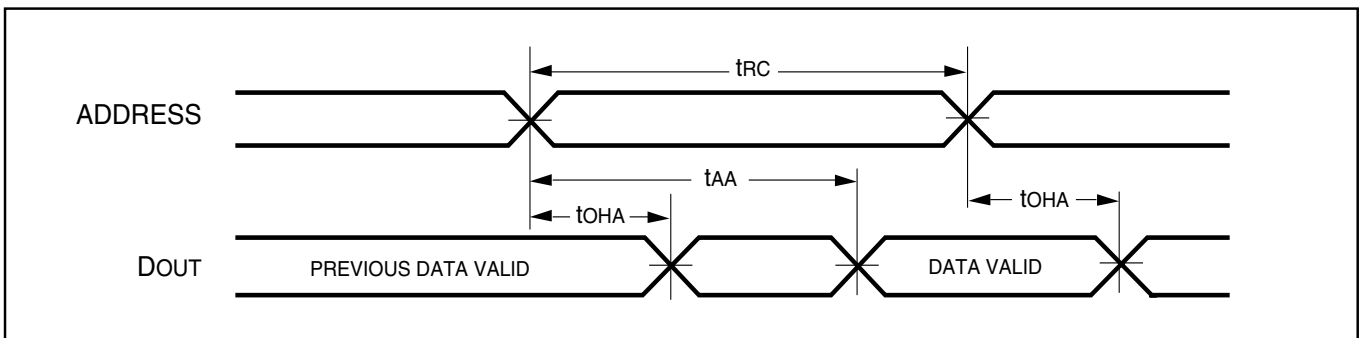 tRC
ADDRESS
tAA
tOHA
tOHA
DOUT
PREVIOUS DATA VALID
DATA VALID